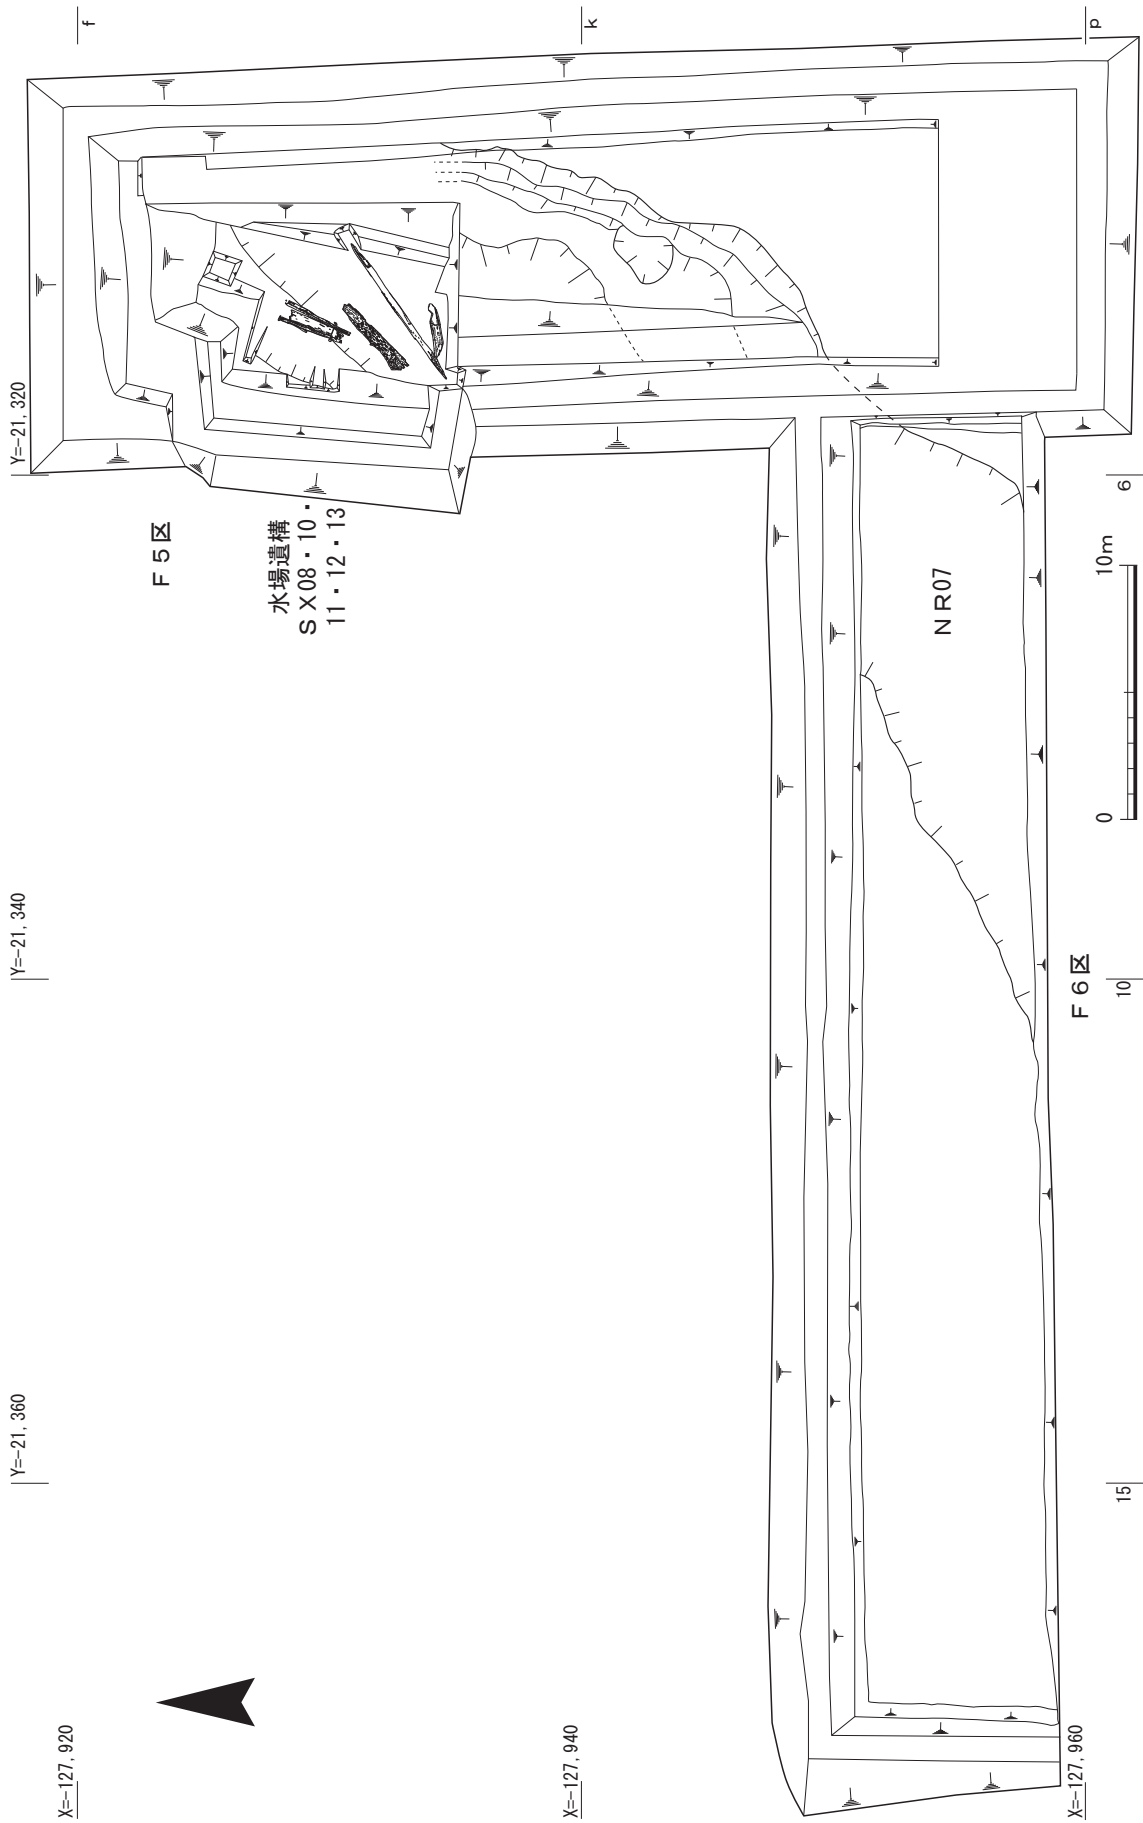 f
k
p
Y=-21, 320
Y=-21, 340
Y=-21, 360
F５区
水場遺構
ＳＸ08・10・
11・12・13
ＮＲ07
F６区
6
10
15
0
10m
X=-127, 920
X=-127, 940
X=-127, 960